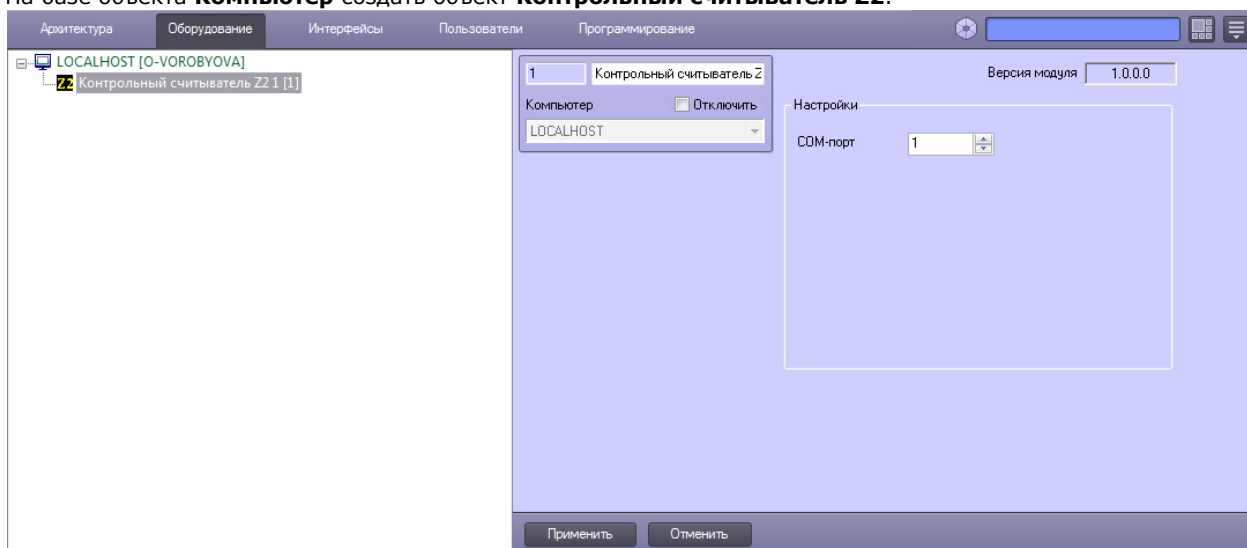 На базе объекта Компьютер создать объект Контрольный считыватель Z2.
Архитектура Оборудование Интерфейсы Пользователи Программирование
LOCALHOST [O-VOROBYOVA]
Z2 Контрольный считыватель Z2 1 [1]
1 Контрольный считыватель Z
Компьютер Отключить
LOCALHOST
Версия модуля 1.0.0.0
Настройки
COM-порт 1
Применить Отменить